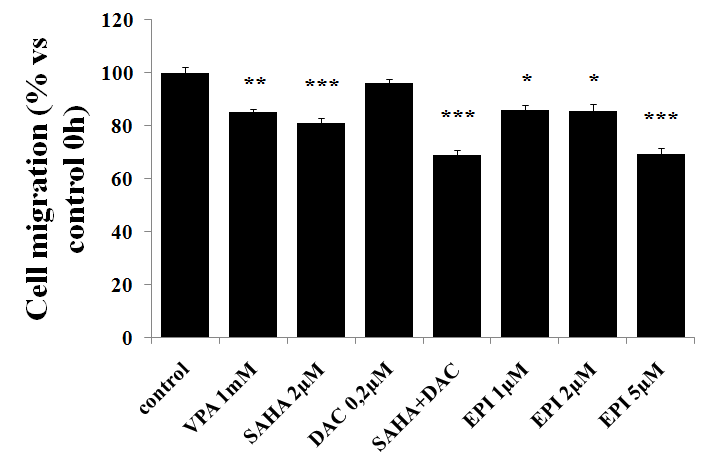 Cell migration (% vs
control 0h)
120
100
80
60
40
20
0
**
***
***
*
*
***
control
VPA 1mM
SAHA 2µM
DAC 0,2µM
SAHA+DAC
EPI 1µM
EPI 2µM
EPI 5µM